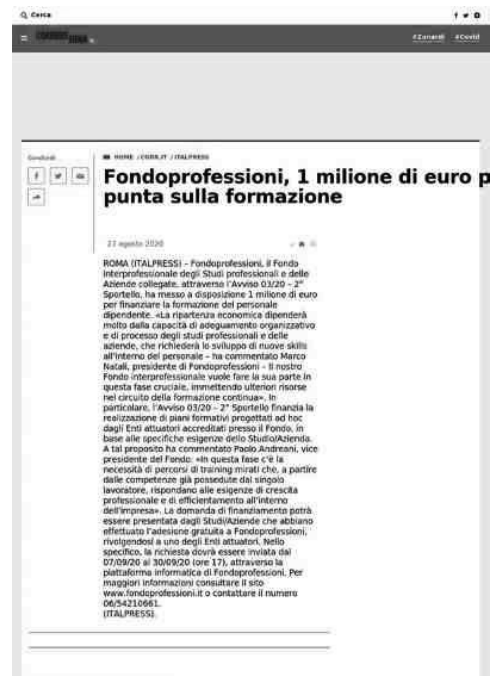 Cerca
#Zanardi #Covid
Condividi
HOME / CORR.IT / ITALPRESS
Fondoprofessioni, 1 milione di euro p
punta sulla formazione
agosto 2020
ROMA (ITALPRESS) – Fondoprofessioni, il Fondo
interprofessionale degli Studi professionali e delle
Aziende collegate, attraverso l'Avviso 03/20 – 2°
Sportello, ha messo a disposizione 1 milione di euro
per finanziare la formazione del personale
dipendente. «La ripartenza economica dipenderà
molto dalla capacità di adeguamento organizzativo
e di processo degli studi professionali e delle
aziende, che richiederà lo sviluppo di nuove skills
all'interno del personale – ha commentato Marco
Natali, presidente di Fondoprofessioni – Il nostro
Fondo interprofessionale vuole fare la sua parte in
questa fase cruciale, immettendo ulteriori risorse
nel circuito della formazione continua». In
particolare, l'Avviso 03/20 – 2° Sportello finanzia la
realizzazione di piani formativi progettati ad hoc
dagli Enti attuatori accreditati presso il Fondo, in
base alle specifiche esigenze dello Studio/Azienda.
A tal proposito ha commentato Paolo Andreani, vice
presidente del Fondo: «In questa fase c'è la
necessità di percorsi di training mirati che, a partire
dalle competenze già possedute dal singolo
lavoratore, rispondano alle esigenze di crescita
professionale e di efficientamento all'interno
dell'impresa». La domanda di finanziamento potrà
essere presentata dagli Studi/Aziende che abbiano
effettuato l'adesione gratuita a Fondoprofessioni,
rivolgendosi a uno degli Enti attuatori. Nello
specifico, la richiesta dovrà essere inviata dal
07/09/20 al 30/09/20 (ore 17), attraverso la
piattaforma informatica di Fondoprofessioni. Per
maggiori informazioni consultare il sito
www.fondoprofessioni.it o contattare il numero
06/54210661.
(ITALPRESS).